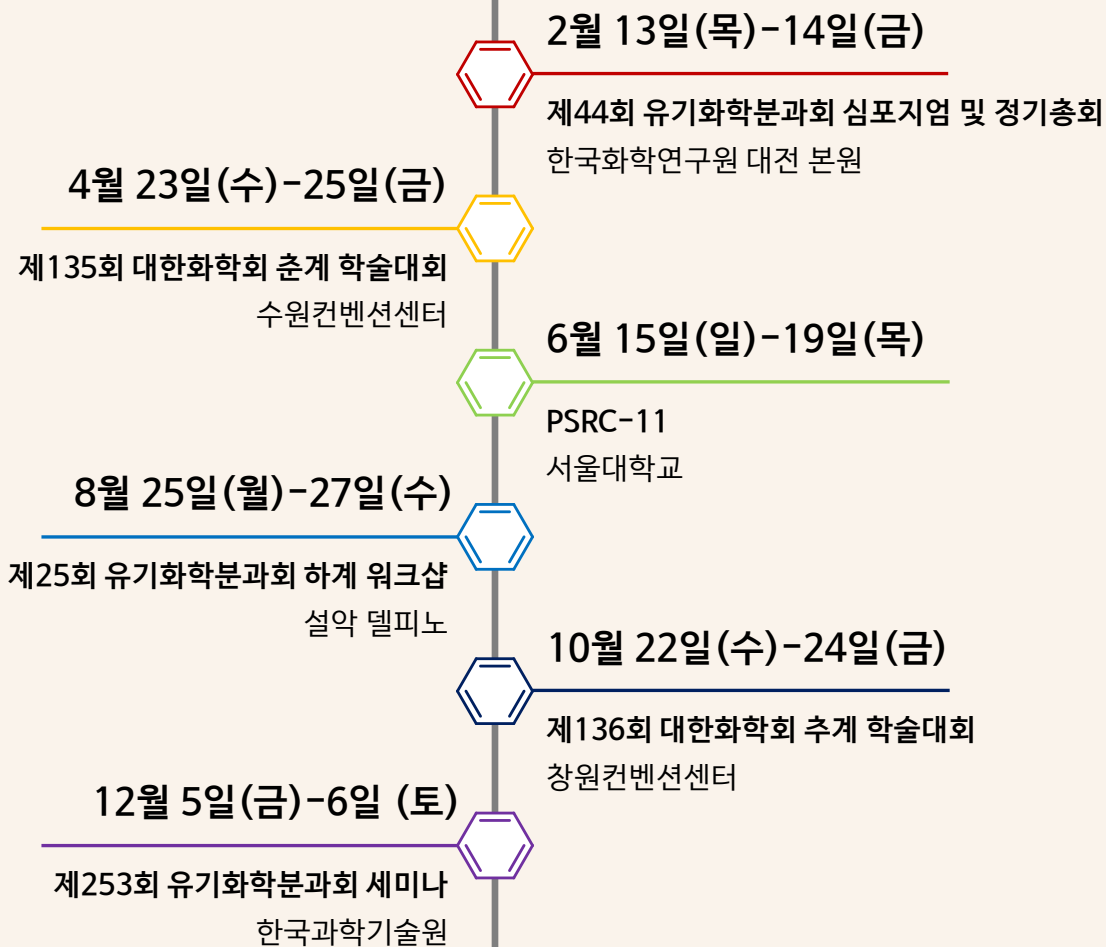 2월 13일(목)-14일(금)
제44회 유기화학분과회 심포지엄 및 정기총회
한국화학연구원 대전 본원
4월 23일(수)-25일(금)
제135회 대한화학회 춘계 학술대회
수원컨벤션센터
6월 15일(일)-19일(목)
PSRC-11
서울대학교
8월 25일(월)-27일(수)
제25회 유기화학분과회 하계 워크샵
설악 델피노
10월 22일(수)-24일(금)
제136회 대한화학회 추계 학술대회
창원컨벤션센터
12월 5일(금)-6일 (토)
제253회 유기화학분과회 세미나
한국과학기술원